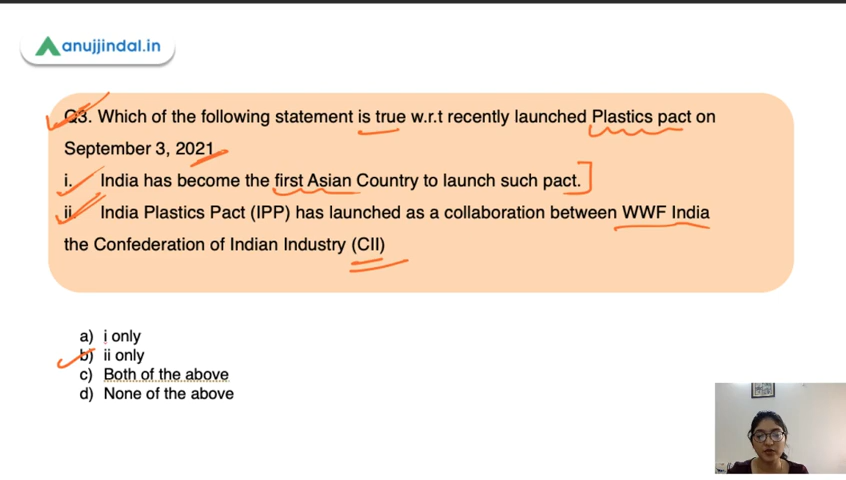 anujjindal.in
Q3. Which of the following statement is true w.r.t recently launched Plastics pact on
September 3, 2021
i. India has become the first Asian Country to launch such pact.
ii. India Plastics Pact (IPP) has launched as a collaboration between WWF India
the Confederation of Indian Industry (CII)
a) i only
b) ii only
c) Both of the above
d) None of the above